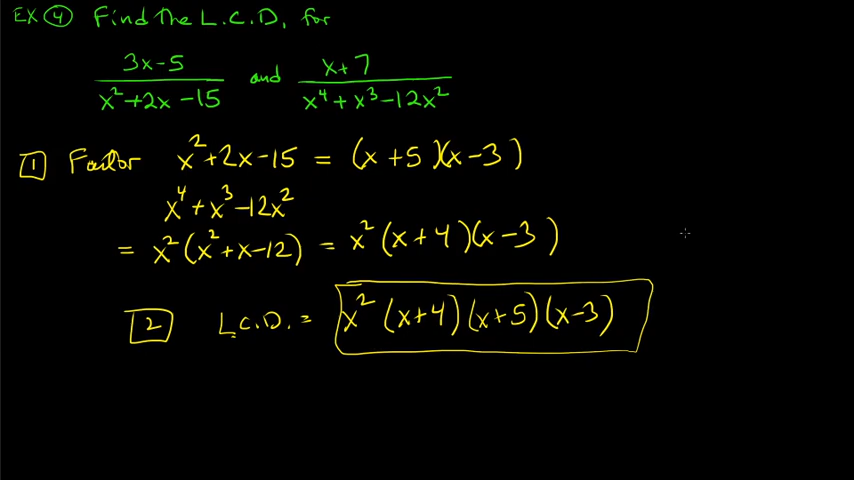 EX ④ Find the L.C.D. for
3x-5 / x²+2x-15 and x+7 / x⁴+x³-12x²
1 Factor x²+2x-15 = (x+5)(x-3)
x⁴+x³-12x²
= x²(x²+x-12) = x²(x+4)(x-3)
2 L.C.D. = x²(x+4)(x+5)(x-3)